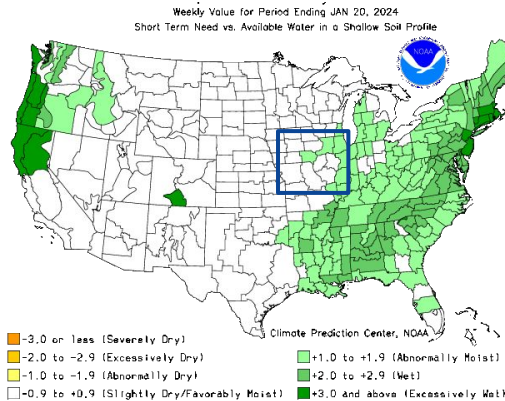 Weekly Value for Period Ending JAN 20, 2024
Short Term Need vs. Available Water in a Shallow Soil Profile
NOAA
Climate Prediction Center, NOAA
-3.0 or less (Severely Dry)
-2.0 to -2.9 (Excessively Dry)
-1.0 to -1.9 (Abnormally Dry)
-0.9 to +0.9 (Slightly Dry/Favorably Moist)
+1.0 to +1.9 (Abnormally Moist)
+2.0 to +2.9 (Wet)
+3.0 and above (Excessively Wet)